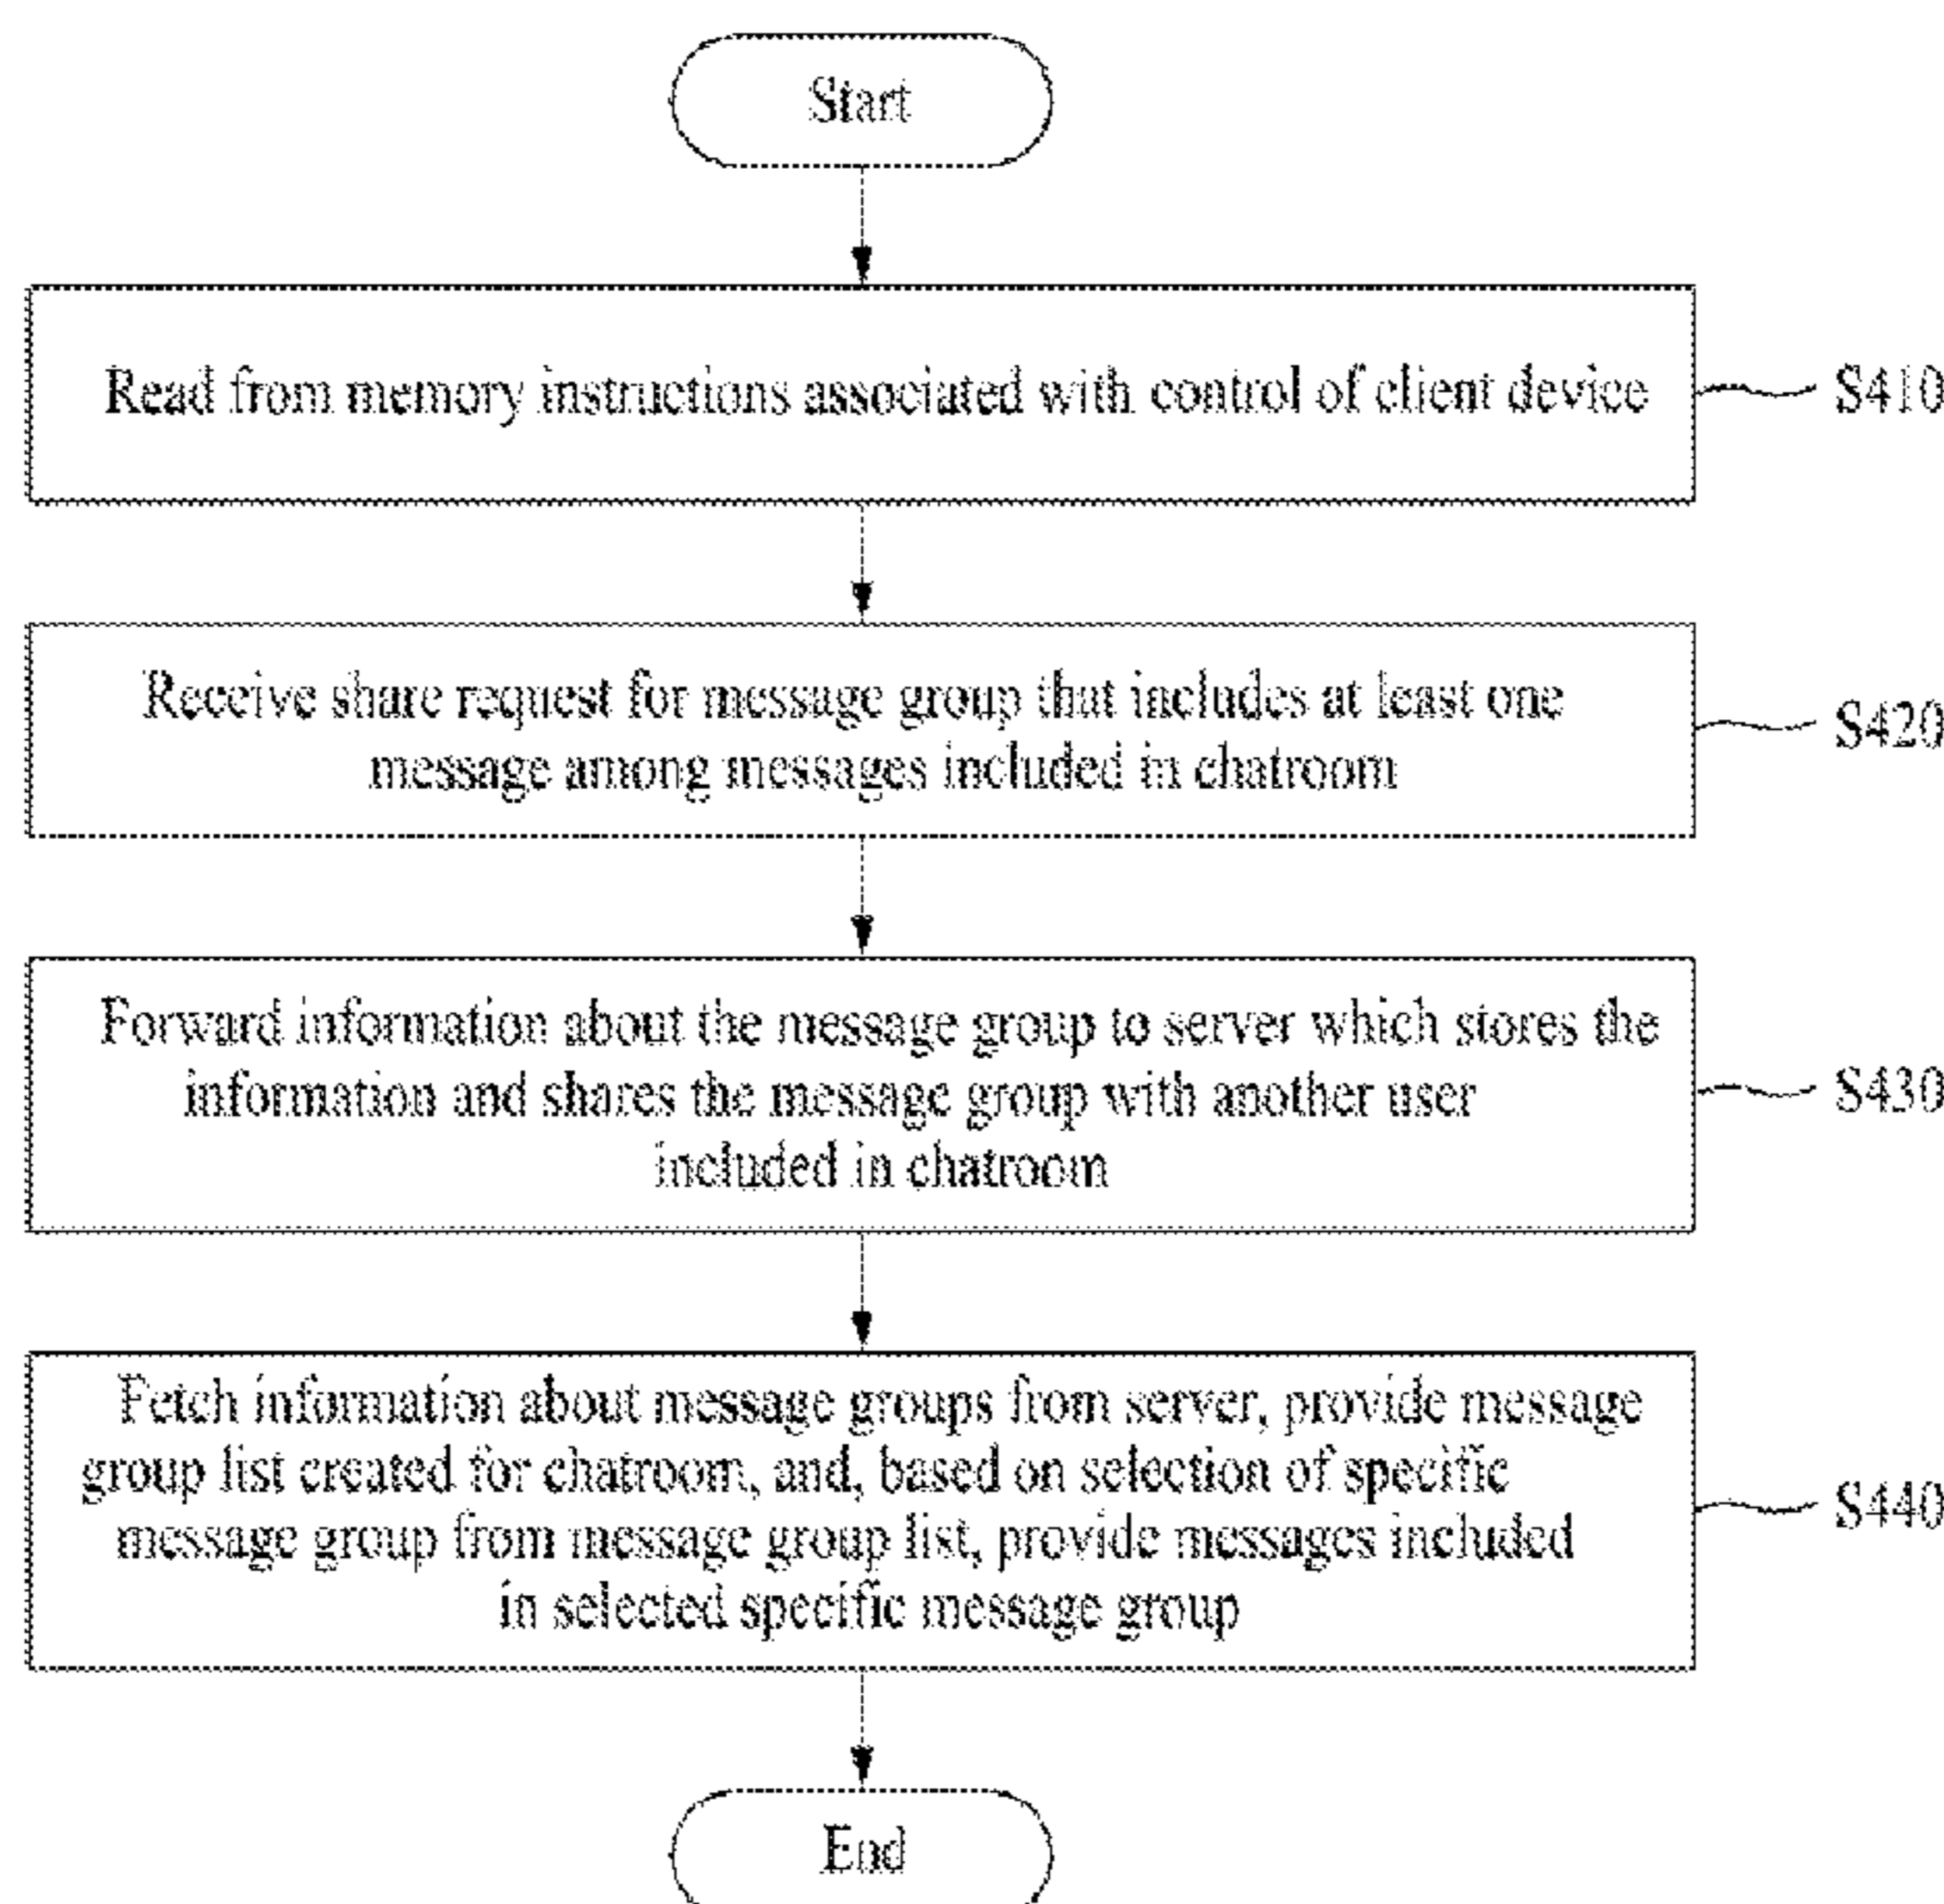 Start
Read from memory instructions associated with control of client device
S410
Receive share request for message group that includes at least one
message among messages included in chatroom
S420
Forward information about the message group to server which stores the
information and shares the message group with another user
included in chatroom
S430
Fetch information about message groups from server, provide message
group list created for chatroom, and, based on selection of specific
message group from message group list, provide messages included
in selected specific message group
S440
End